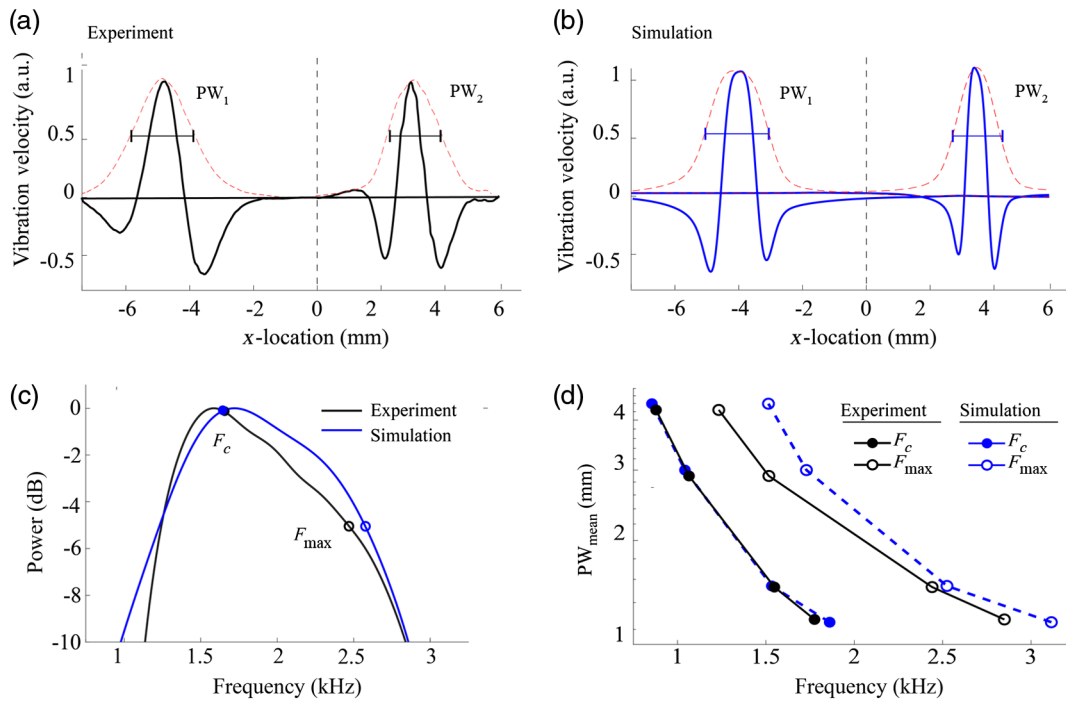 (a)
Experiment
Vibration velocity (a.u.)
1
0.5
0
-0.5
PW1
PW2
-6
-4
-2
0
2
4
6
x-location (mm)
(b)
Simulation
Vibration velocity (a.u.)
1
0.5
0
-0.5
PW1
PW2
-6
-4
-2
0
2
4
6
x-location (mm)
(c)
Power (dB)
0
-2
-4
-6
-8
-10
Experiment
Simulation
Fc
Fmax
1
1.5
2
2.5
3
Frequency (kHz)
(d)
PWmean (mm)
4
3
2
1
Experiment Simulation
Fc Fc
Fmax Fmax
1
1.5
2
2.5
3
Frequency (kHz)